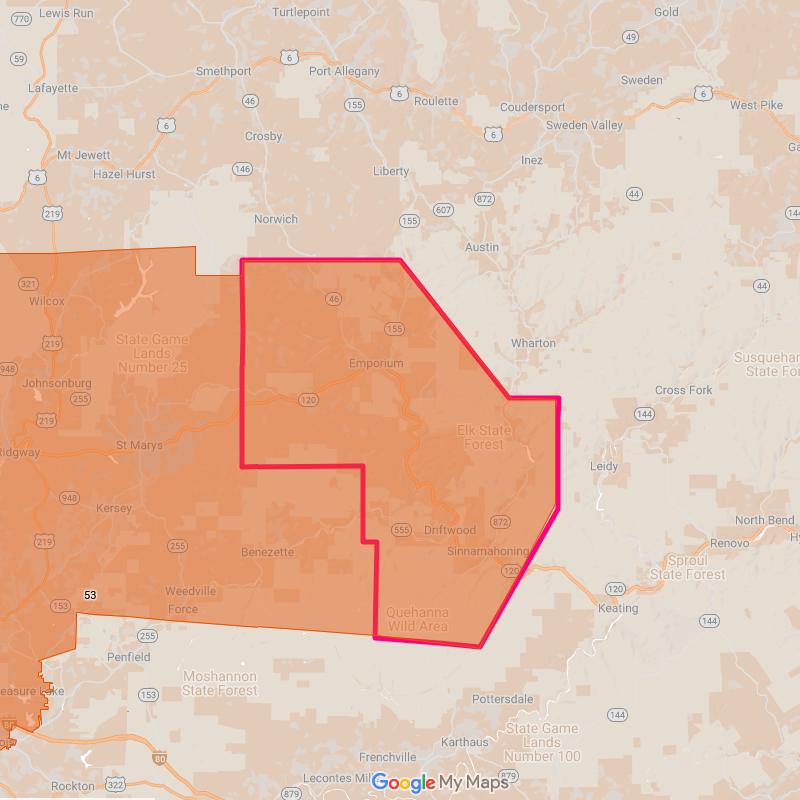 Lewis Run
Turtlepoint
Gold
770
59
6
49
Smethport
Port Allegany
Lafayette
46
155
6
Roulette
Sweden
6
West Pike
Coudersport
6
Sweden Valley
6
Crosby
Mt Jewett
Hazel Hurst
146
Liberty
Inez
6
219
872
44
607
155
Norwich
Austin
321
Wilcox
46
44
155
State Game
Lands
Number 25
219
Wharton
Emporium
948
Johnsonburg
255
Cross Fork
120
144
219
Elk State
Forest
St Marys
Ridgway
Leidy
948
Kersey
872
North Bend
555
Driftwood
219
255
Benezette
Sinnamahoning
Renovo
120
Sproul
State Forest
Weedville
120
53
153
Force
Keating
Quehanna
Wild Area
144
255
Penfield
Moshannon
State Forest
153
Pottersdale
144
State Game
Lands
Number 100
Karthaus
80
Frenchville
Rockton
322
Lecontes Mil
Google My Maps
879
879